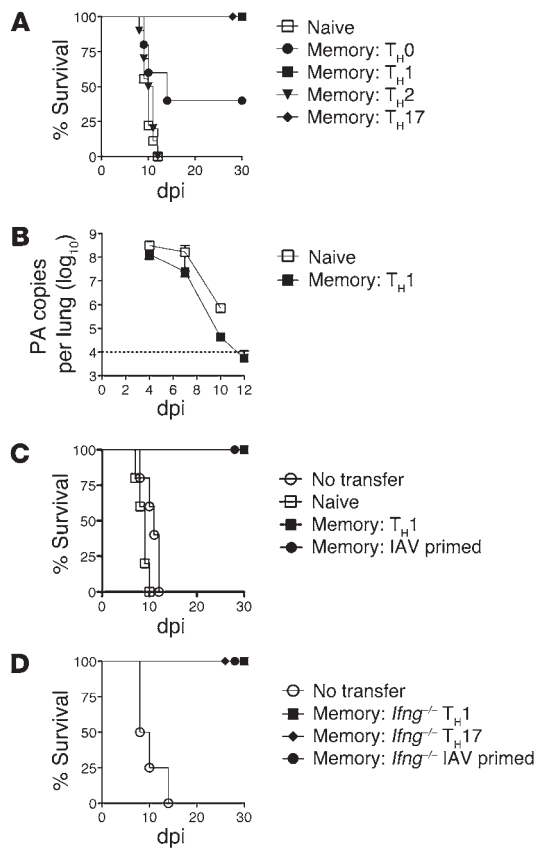 A
% Survival
100
75
50
25
0
0 10 20 30
dpi
Naive
Memory: TH0
Memory: TH1
Memory: TH2
Memory: TH17
B
PA copies
per lung (log10)
9
8
7
6
5
4
3
0 2 4 6 8 10 12
dpi
Naive
Memory: TH1
C
% Survival
100
75
50
25
0
0 10 20 30
dpi
No transfer
Naive
Memory: TH1
Memory: IAV primed
D
% Survival
100
75
50
25
0
0 10 20 30
dpi
No transfer
Memory: Ifng–/– TH1
Memory: Ifng–/– TH17
Memory: Ifng–/– IAV primed